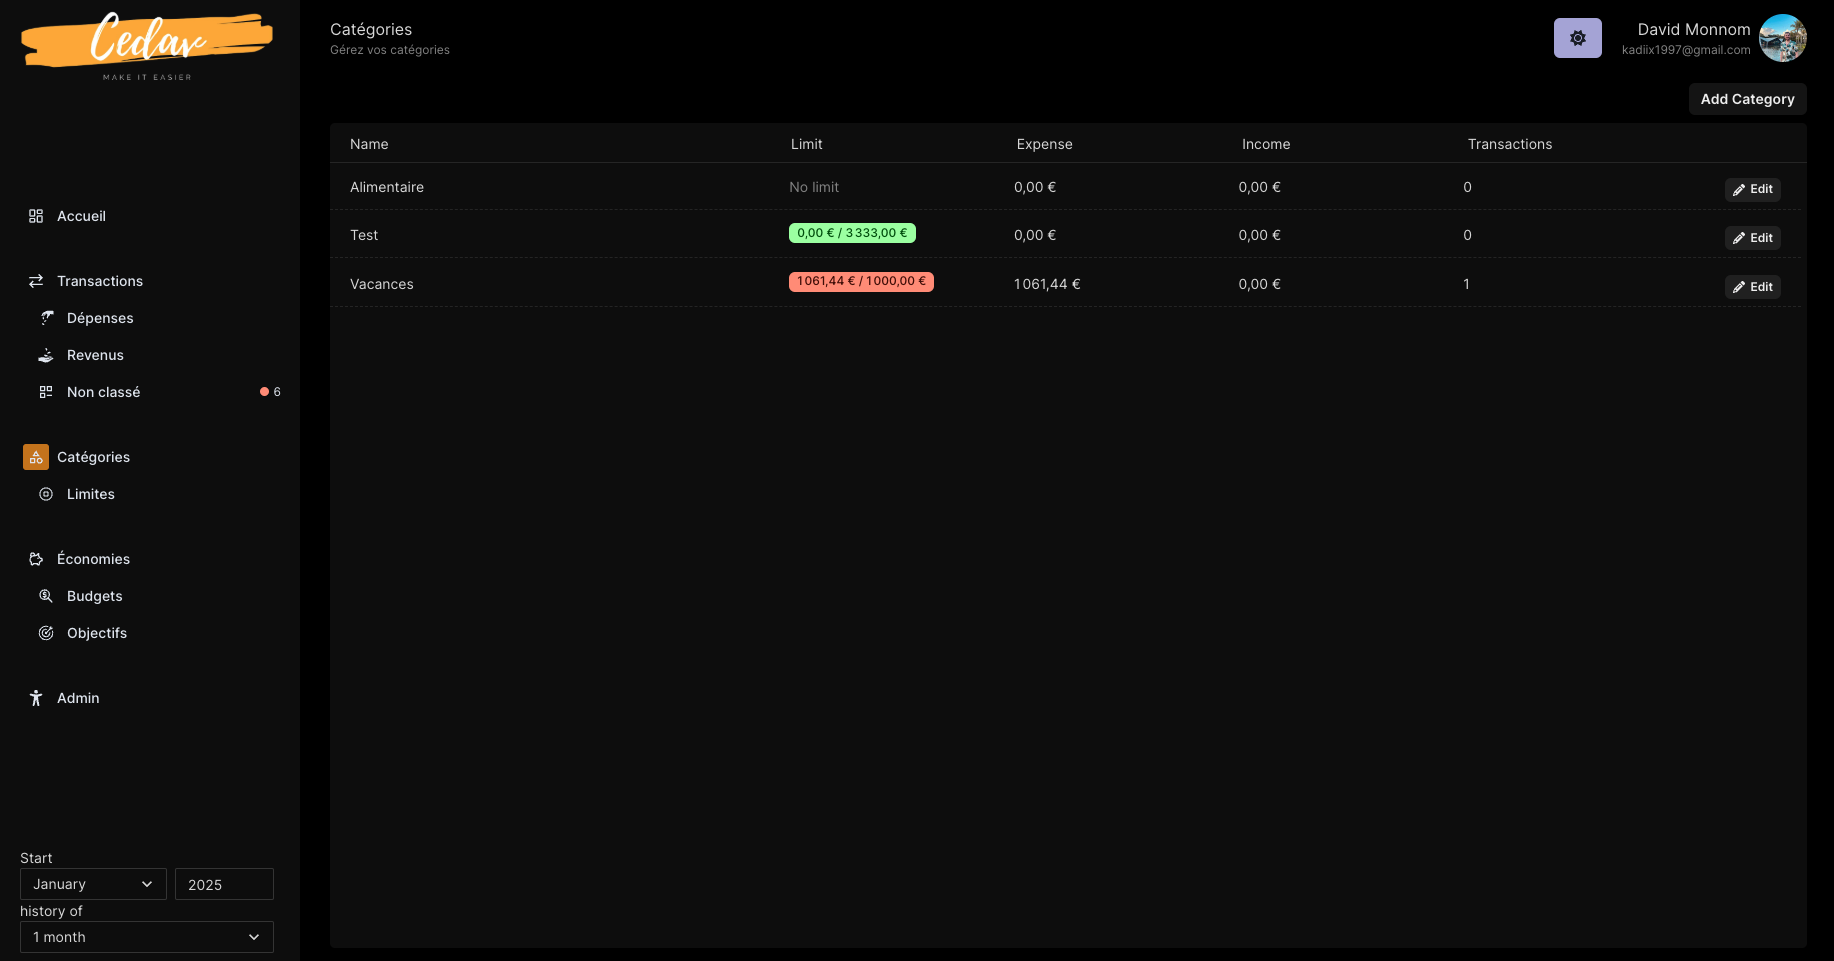 Cedav
MAKE IT EASIER
Accueil
Transactions
Dépenses
Revenus
Non classé 6
Catégories
Limites
Économies
Budgets
Objectifs
Admin
Start
January 2025
history of
1 month
Catégories
Gérez vos catégories
David Monnom
kadiix1997@gmail.com
Add Category
Name Limit Expense Income Transactions
Alimentaire No limit 0,00 € 0,00 € 0 Edit
Test 0,00 € / 3 333,00 € 0,00 € 0,00 € 0 Edit
Vacances 1 061,44 € / 1 000,00 € 1 061,44 € 0,00 € 1 Edit